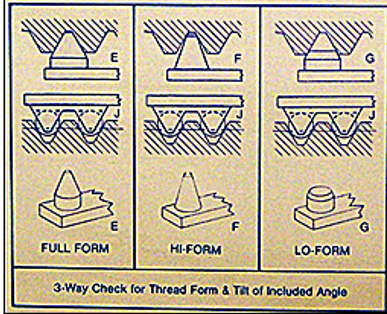 E
F
G
J
J
J
E
F
G
FULL FORM
HI-FORM
LO-FORM
3-Way Check for Thread Form & Tilt of Included Angle